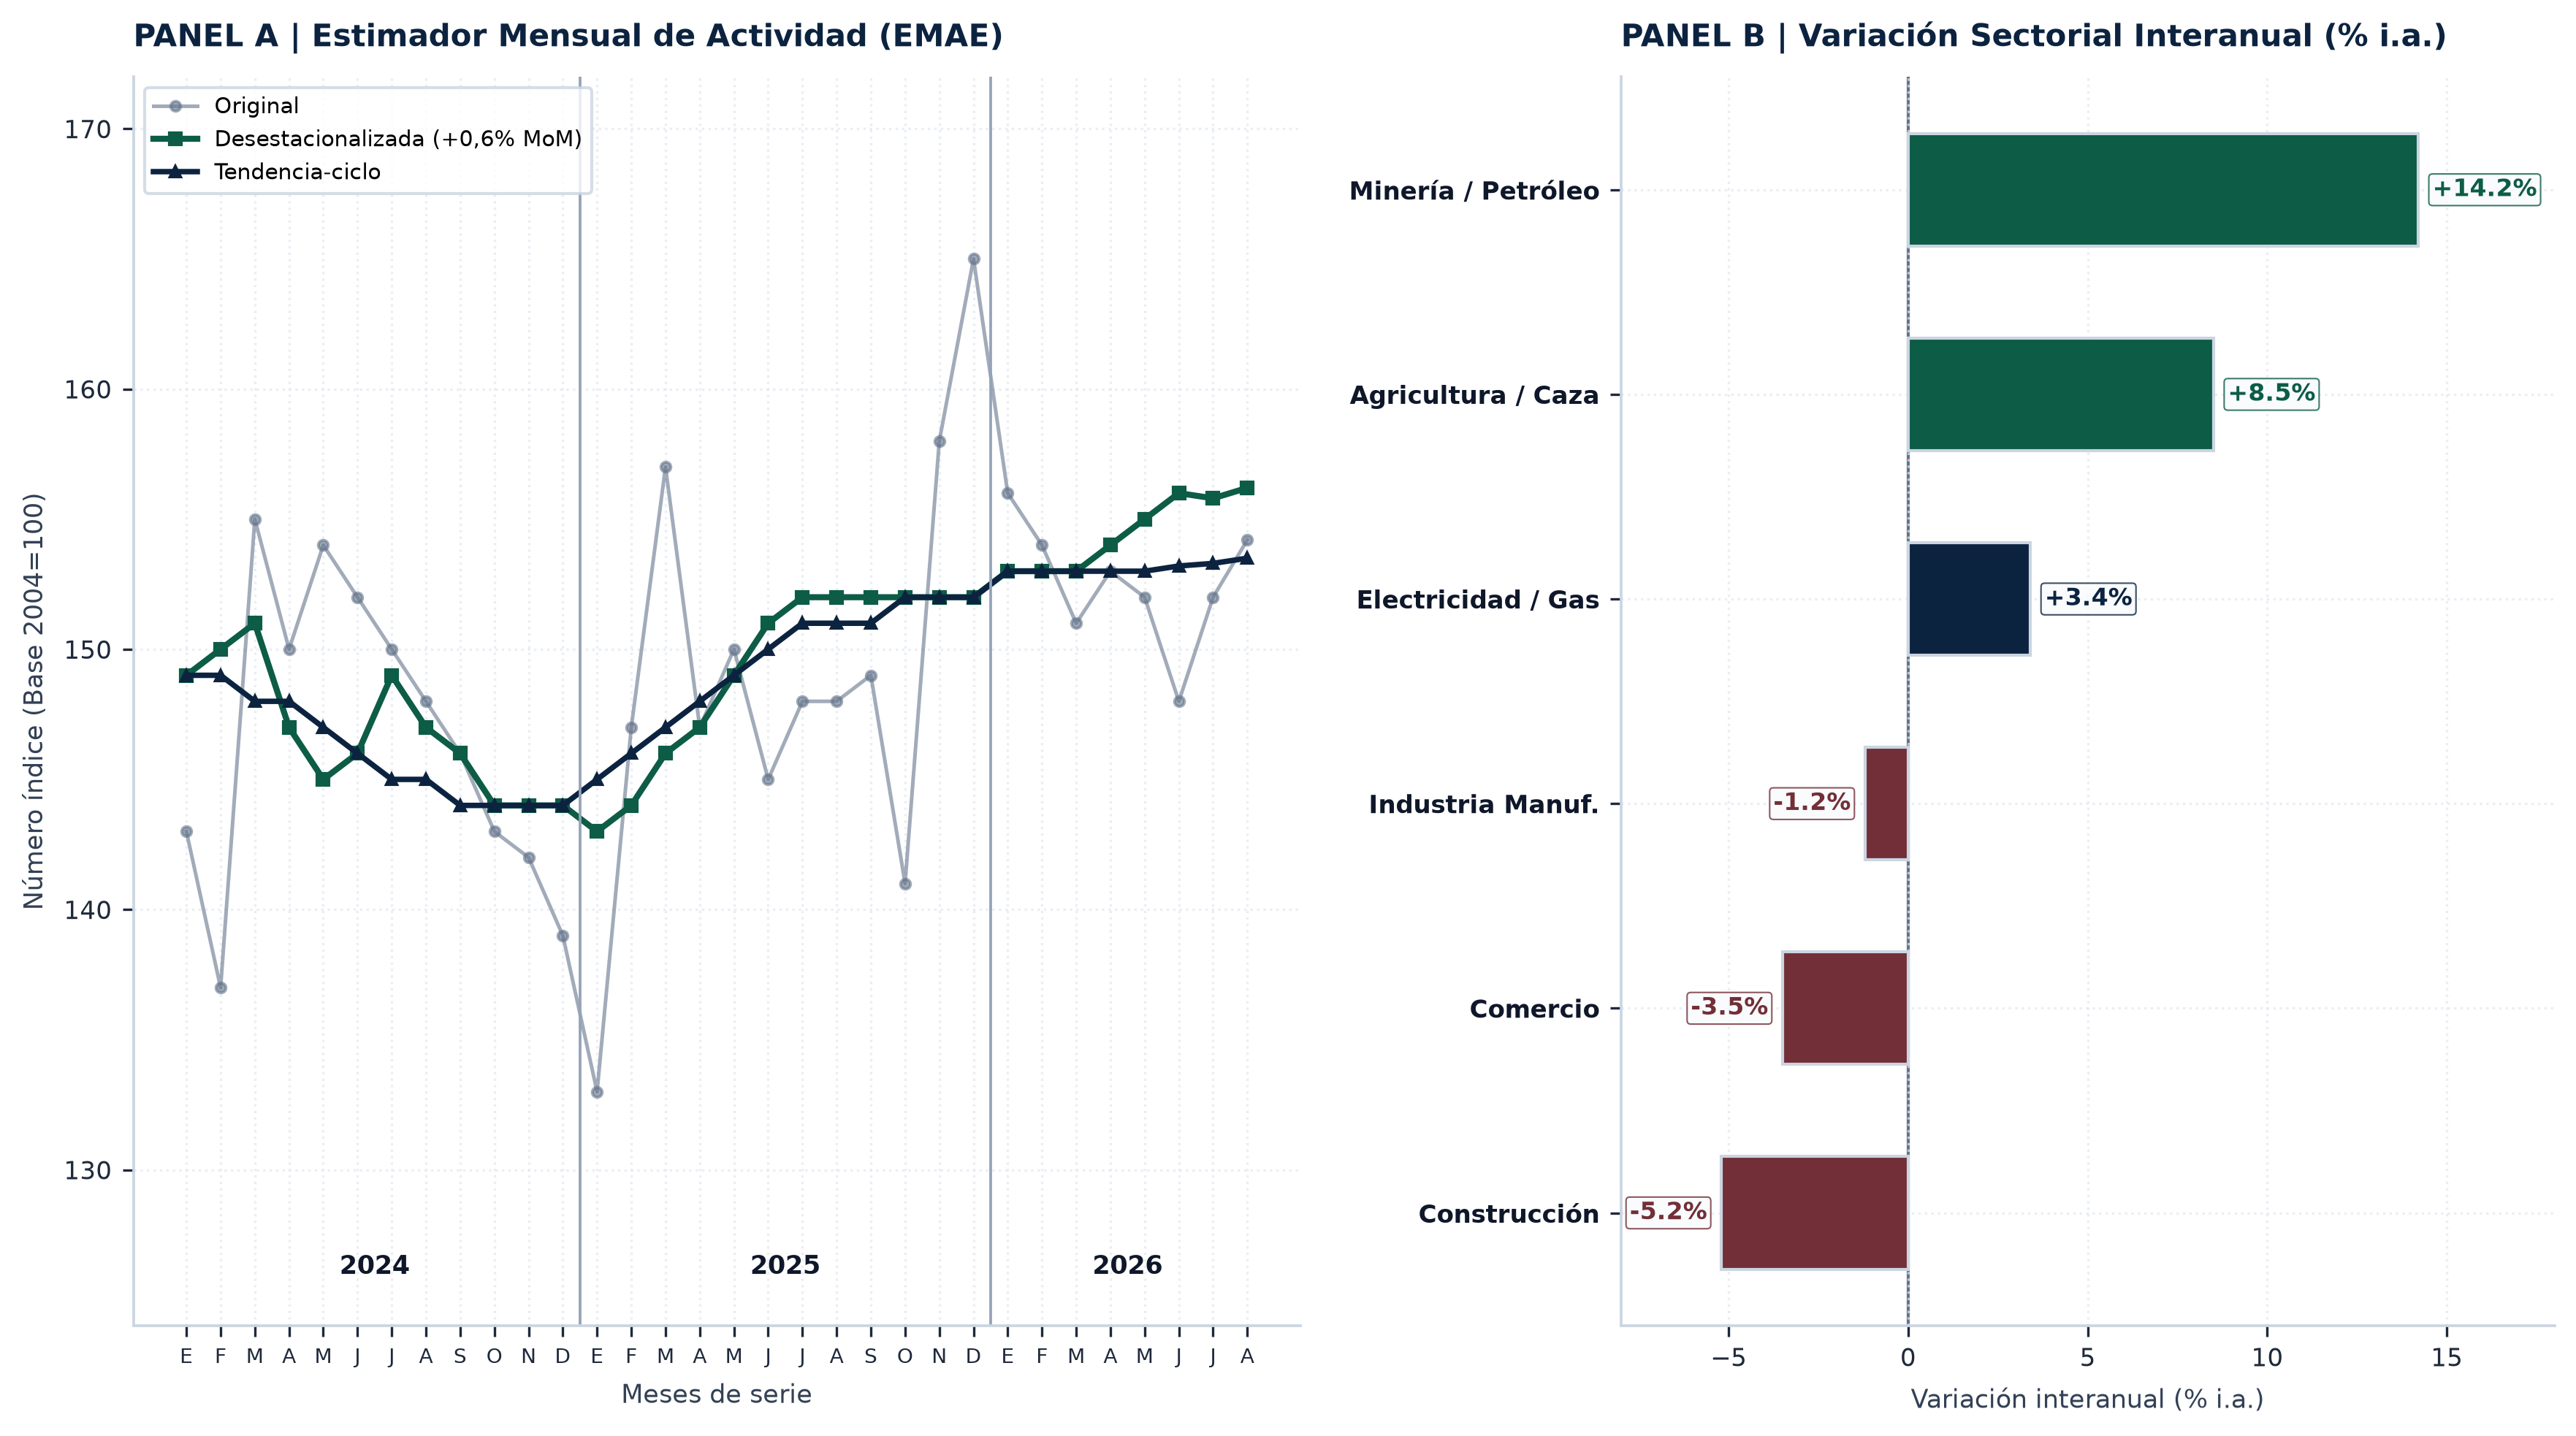 PANEL A | Estimador Mensual de Actividad (EMAE)
Original
Desestacionalizada (+0,6% MoM)
Tendencia-ciclo
Número índice (Base 2004=100)
170
160
150
140
130
2024 2025 2026
E F M A M J J A S O N D E F M A M J J A S O N D E F M A M J J A
Meses de serie
PANEL B | Variación Sectorial Interanual (% i.a.)
Minería / Petróleo +14.2%
Agricultura / Caza +8.5%
Electricidad / Gas +3.4%
Industria Manuf. -1.2%
Comercio -3.5%
Construcción -5.2%
−5 0 5 10 15
Variación interanual (% i.a.)